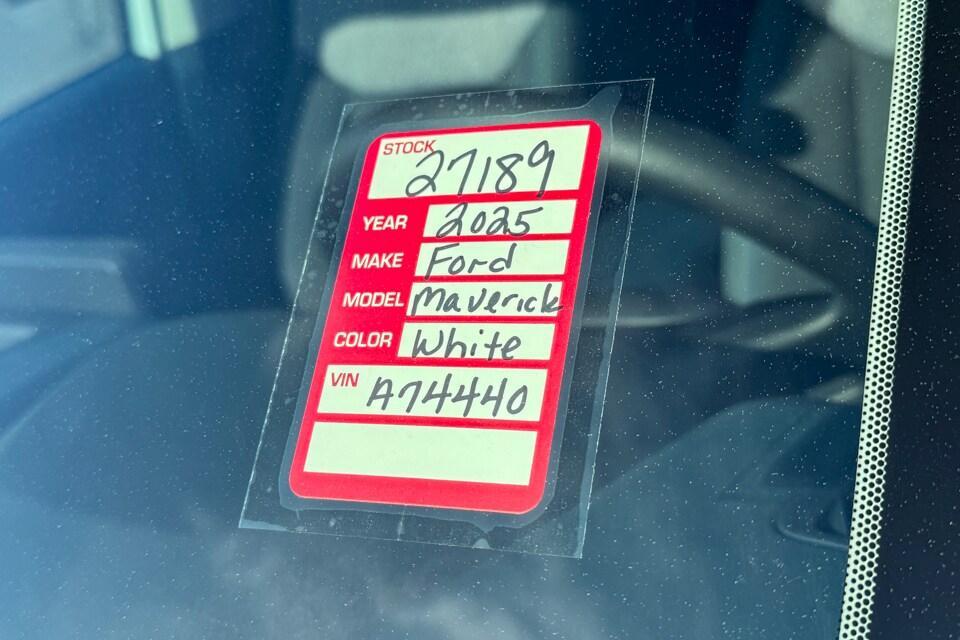 STOCK 27189
YEAR 2025
MAKE Ford
MODEL Maverick
COLOR White
VIN A74440